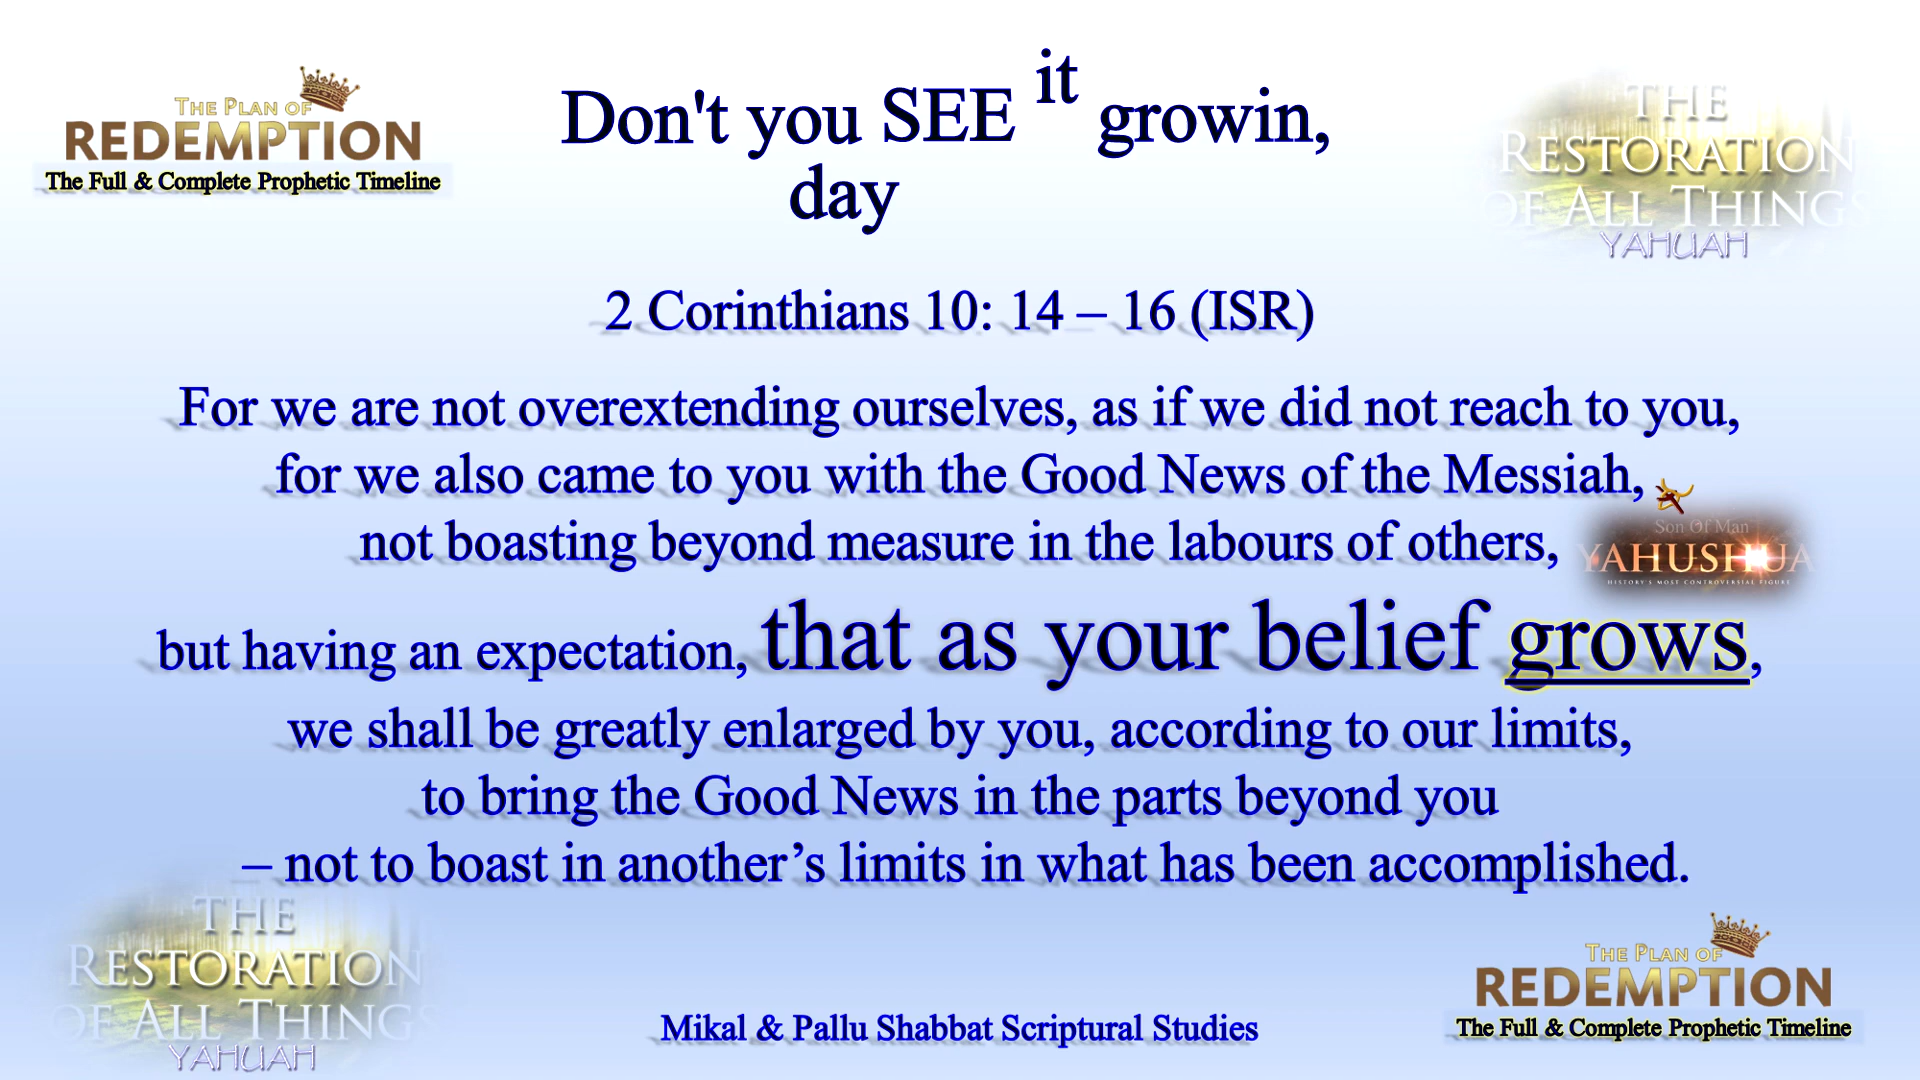 THE PLAN OF
REDEMPTION
The Full & Complete Prophetic Timeline
Don't you SEE it growin,
day
THE
RESTORATION
OF ALL THINGS
YAHUAH
2 Corinthians 10: 14 – 16 (ISR)
For we are not overextending ourselves, as if we did not reach to you,
for we also came to you with the Good News of the Messiah,
not boasting beyond measure in the labours of others,
Son Of Man
YAHUSHUA
HISTORY'S MOST CONTROVERSIAL FIGURE
but having an expectation, that as your belief grows,
we shall be greatly enlarged by you, according to our limits,
to bring the Good News in the parts beyond you
– not to boast in another’s limits in what has been accomplished.
THE
RESTORATION
OF ALL THINGS
YAHUAH
Mikal & Pallu Shabbat Scriptural Studies
THE PLAN OF
REDEMPTION
The Full & Complete Prophetic Timeline